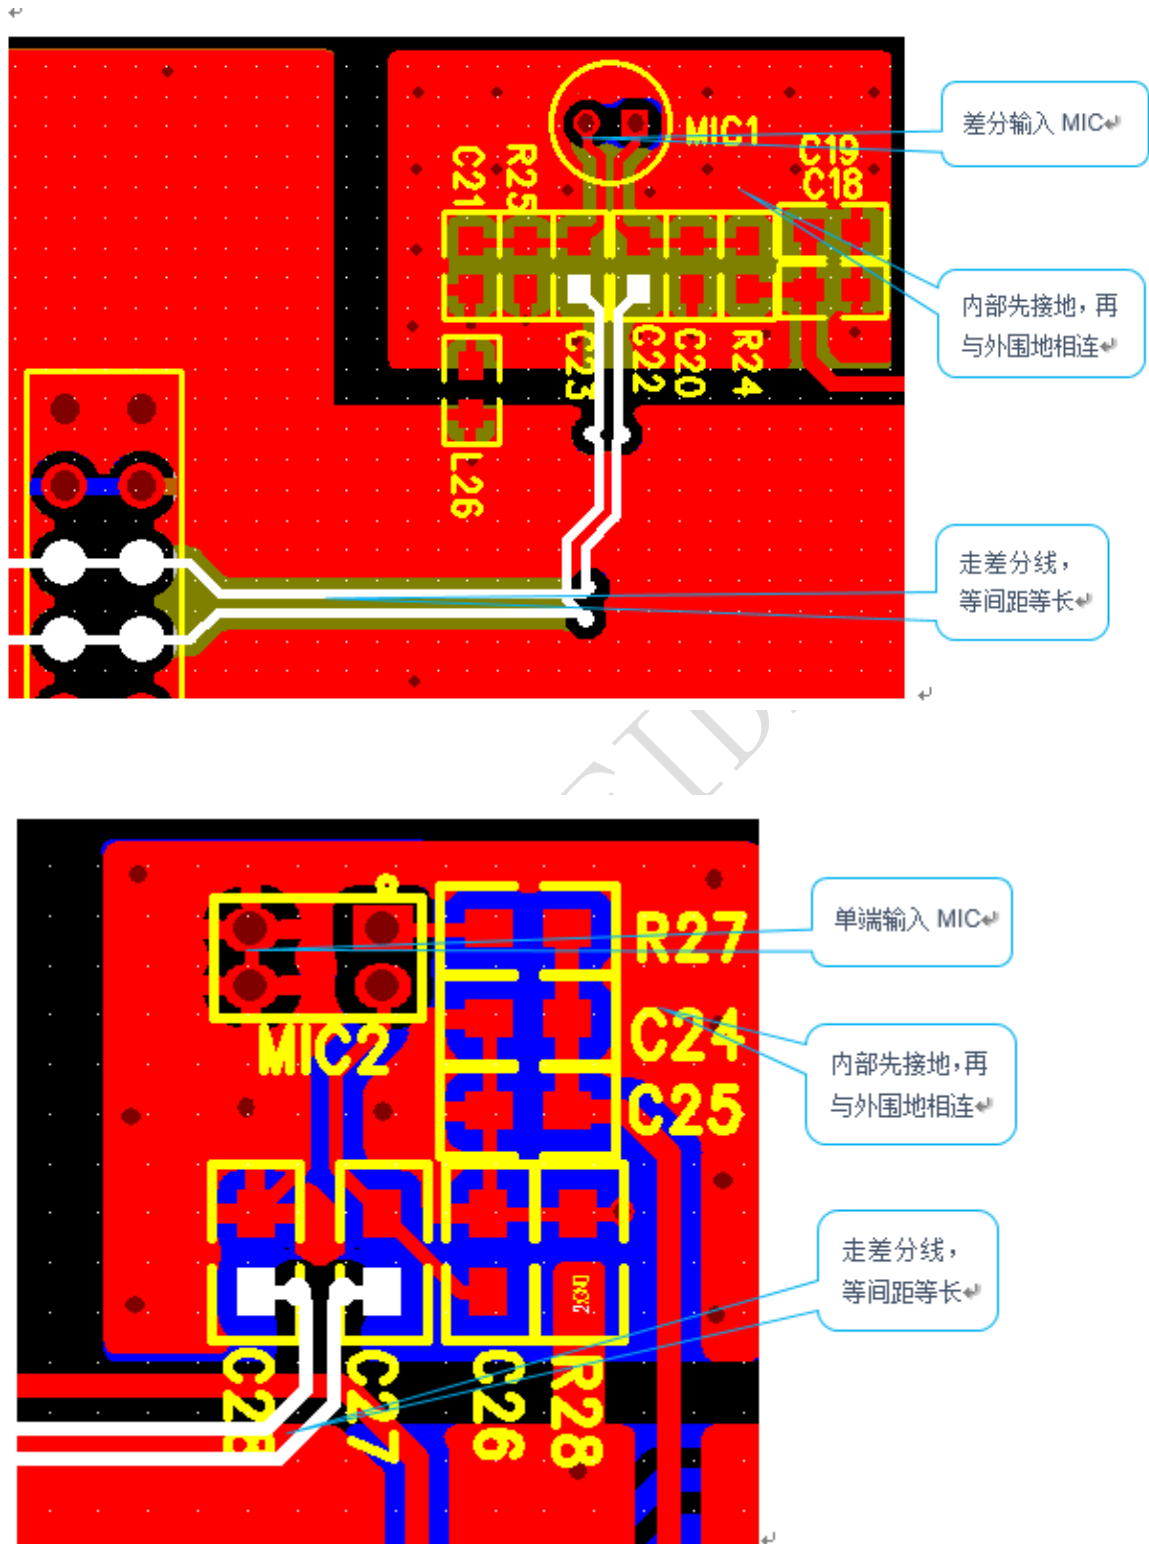 差分输入 MIC
MIC1
C19
C18
C21
R25
内部先接地，再
与外围地相连
C23
C22
C20
R24
L26
走差分线，
等间距等长
单端输入 MIC
R27
MIC2
C24
内部先接地，再
与外围地相连
C25
走差分线，
等间距等长
2:GND
C28
C27
C26
R28